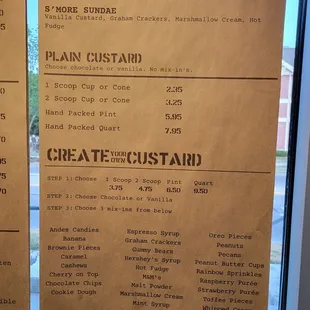 S'MORE SUNDAE
Vanilla Custard, Graham Crackers, Marshmallow Cream, Hot
Fudge
PLAIN CUSTARD
Choose chocolate or vanilla. No mix-in's.
1 Scoop Cup or Cone 2.35
2 Scoop Cup or Cone 3.25
Hand Packed Pint 5.95
Hand Packed Quart 7.95
CREATE YOUR OWN CUSTARD
STEP 1: Choose 1 Scoop 2 Scoop Pint Quart
3.75 4.75 8.50 9.50
STEP 2: Choose Chocolate or Vanilla
STEP 3: Choose 3 mix-ins from below
Andes Candies
Banana
Brownie Pieces
Caramel
Cashews
Cherry on Top
Chocolate Chips
Cookie Dough
Espresso Syrup
Graham Crackers
Gummy Bears
Hershey's Syrup
Hot Fudge
M&M's
Malt Powder
Marshmallow Cream
Mint Syrup
Oreo Pieces
Peanuts
Pecans
Peanut Butter Cups
Rainbow Sprinkles
Raspberry Purée
Strawberry Purée
Toffee Pieces
Whipped Cream